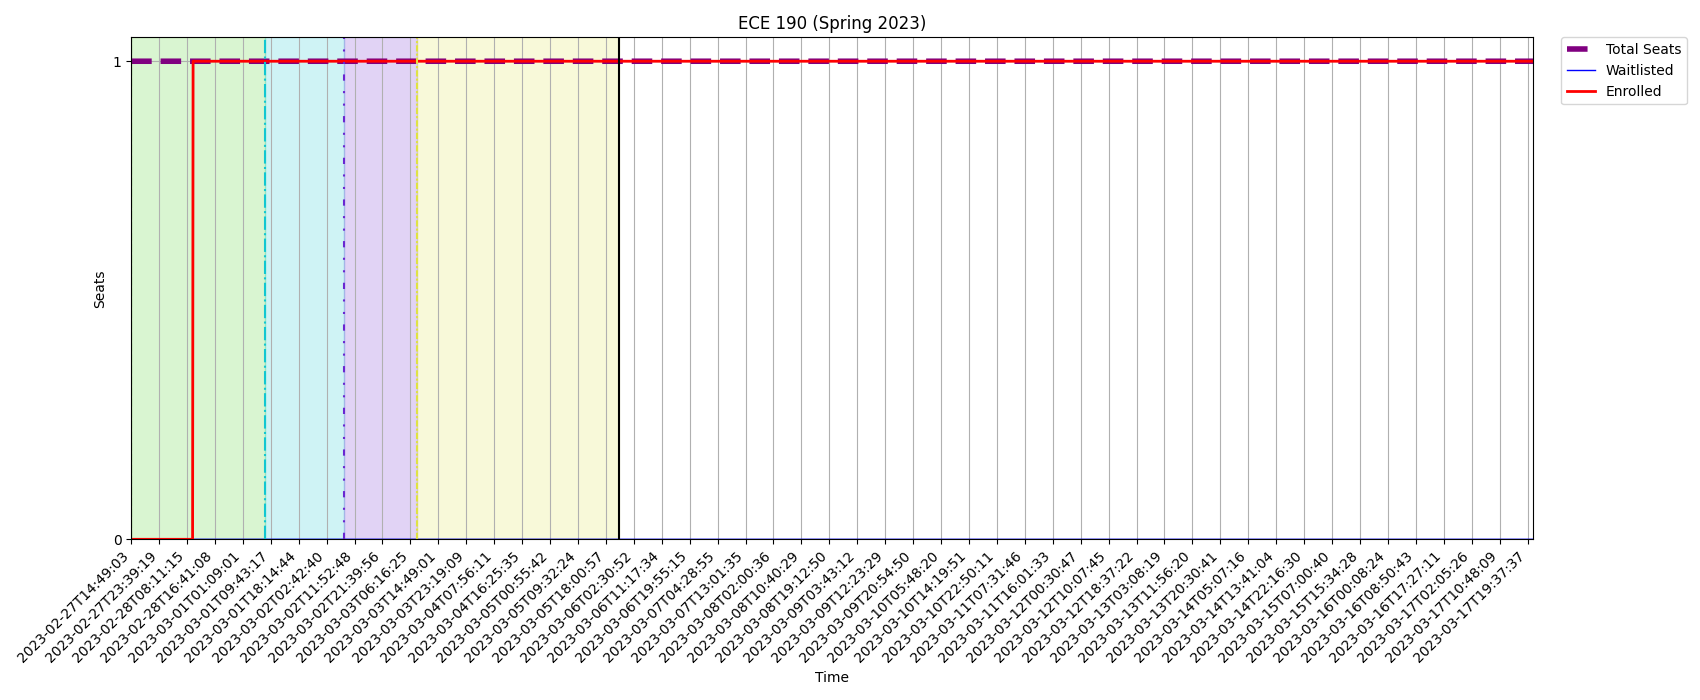 ECE 190 (Spring 2023)
Total Seats
Waitlisted
Enrolled
1
Seats
0
2023-02-27T14:49:03
2023-02-27T23:39:19
2023-02-28T08:11:15
2023-02-28T16:41:08
2023-03-01T01:09:01
2023-03-01T09:43:17
2023-03-01T18:14:44
2023-03-02T02:42:40
2023-03-02T11:52:48
2023-03-02T21:39:56
2023-03-03T06:16:25
2023-03-03T14:49:01
2023-03-03T23:19:09
2023-03-04T07:56:11
2023-03-04T16:25:35
2023-03-05T00:55:42
2023-03-05T09:32:24
2023-03-05T18:00:57
2023-03-06T02:30:52
2023-03-06T11:17:34
2023-03-06T19:55:15
2023-03-07T04:28:55
2023-03-07T13:01:35
2023-03-08T02:00:36
2023-03-08T10:40:29
2023-03-08T19:12:50
2023-03-09T03:43:12
2023-03-09T12:23:29
2023-03-09T20:54:50
2023-03-10T05:48:20
2023-03-10T14:19:51
2023-03-10T22:50:11
2023-03-11T07:31:46
2023-03-11T16:01:33
2023-03-12T00:30:47
2023-03-12T10:07:45
2023-03-12T18:37:22
2023-03-13T03:08:19
2023-03-13T11:56:20
2023-03-13T20:30:41
2023-03-14T05:07:16
2023-03-14T13:41:04
2023-03-14T22:16:30
2023-03-15T07:00:40
2023-03-15T15:34:28
2023-03-16T00:08:24
2023-03-16T08:50:43
2023-03-16T17:27:11
2023-03-17T02:05:26
2023-03-17T10:48:09
2023-03-17T19:37:37
Time